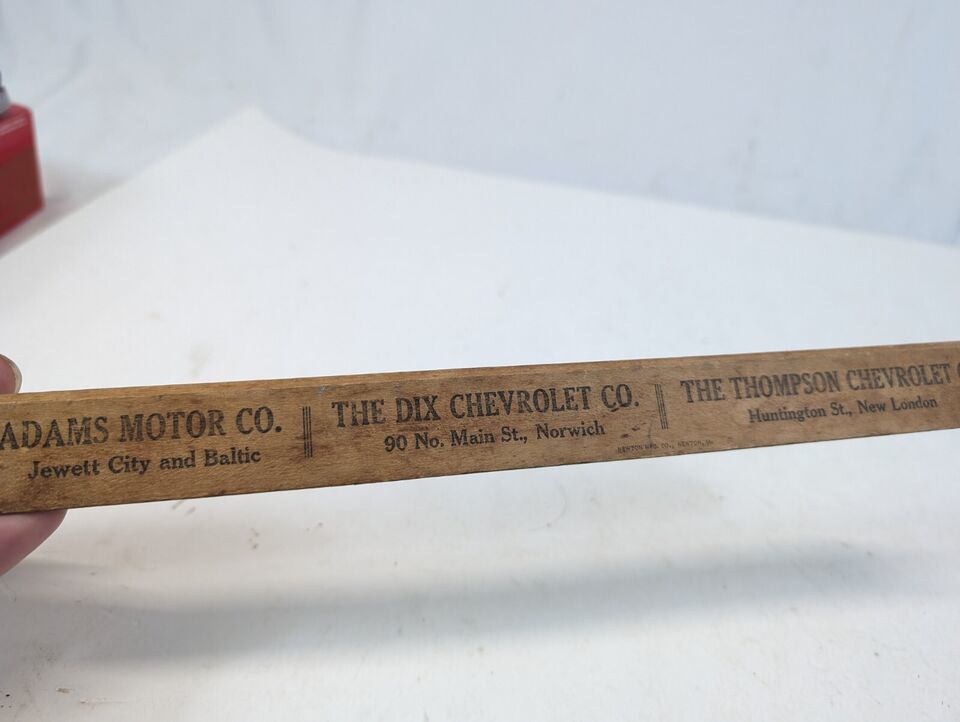 ADAMS MOTOR CO.
Jewett City and Baltic
THE DIX CHEVROLET CO.
90 No. Main St., Norwich
THE THOMPSON CHEVROLET
Huntington St., New London